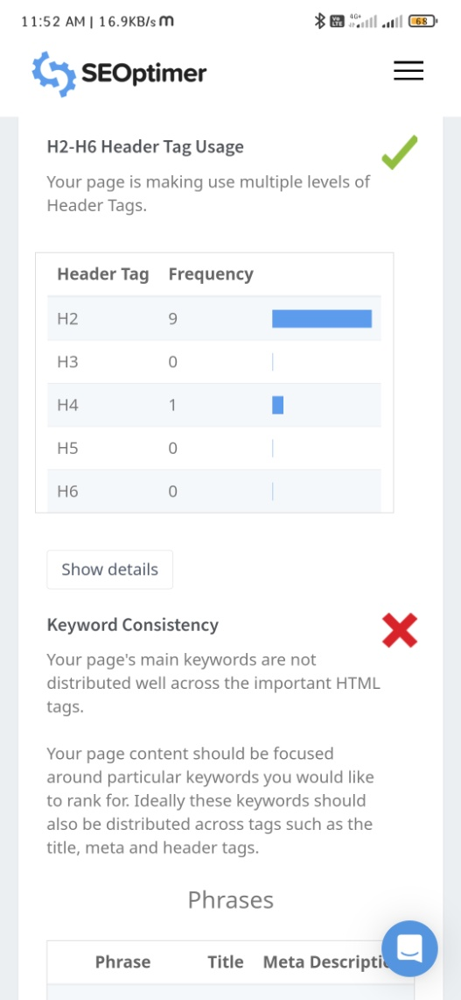 11:52 AM | 16.9KB/s m
Vo LTE 4G+ 68
SEOptimer
H2-H6 Header Tag Usage
Your page is making use multiple levels of
Header Tags.
Header Tag Frequency
H2 9
H3 0
H4 1
H5 0
H6 0
Show details
Keyword Consistency
Your page's main keywords are not
distributed well across the important HTML
tags.
Your page content should be focused
around particular keywords you would like
to rank for. Ideally these keywords should
also be distributed across tags such as the
title, meta and header tags.
Phrases
Phrase Title Meta Descripti